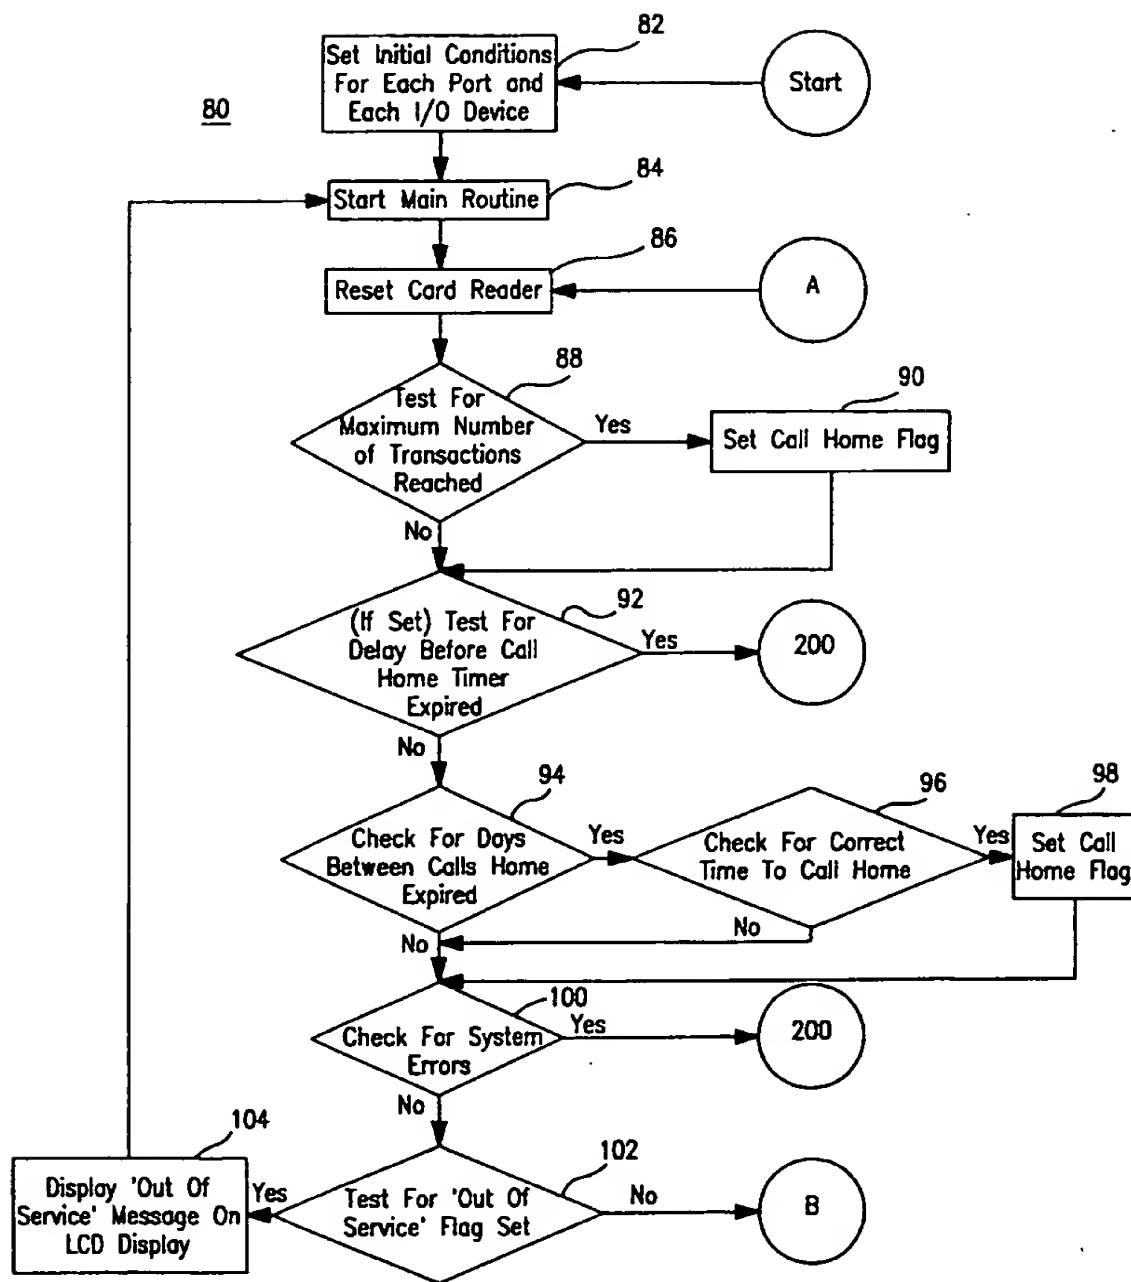 82
Set Initial Conditions
For Each Port and
Each I/O Device
Start
80
84
Start Main Routine
86
Reset Card Reader
A
88
Test For
Maximum Number
of Transactions
Reached
Yes
90
Set Call Home Flag
No
92
(If Set) Test For
Delay Before Call
Home Timer
Expired
Yes
200
No
94
Check For Days
Between Calls Home
Expired
Yes
96
Check For Correct
Time To Call Home
Yes
98
Set Call
Home Flag
No
No
100
Check For System
Errors
Yes
200
No
104
Display 'Out Of
Service' Message On
LCD Display
Yes
102
Test For 'Out Of
Service' Flag Set
No
B